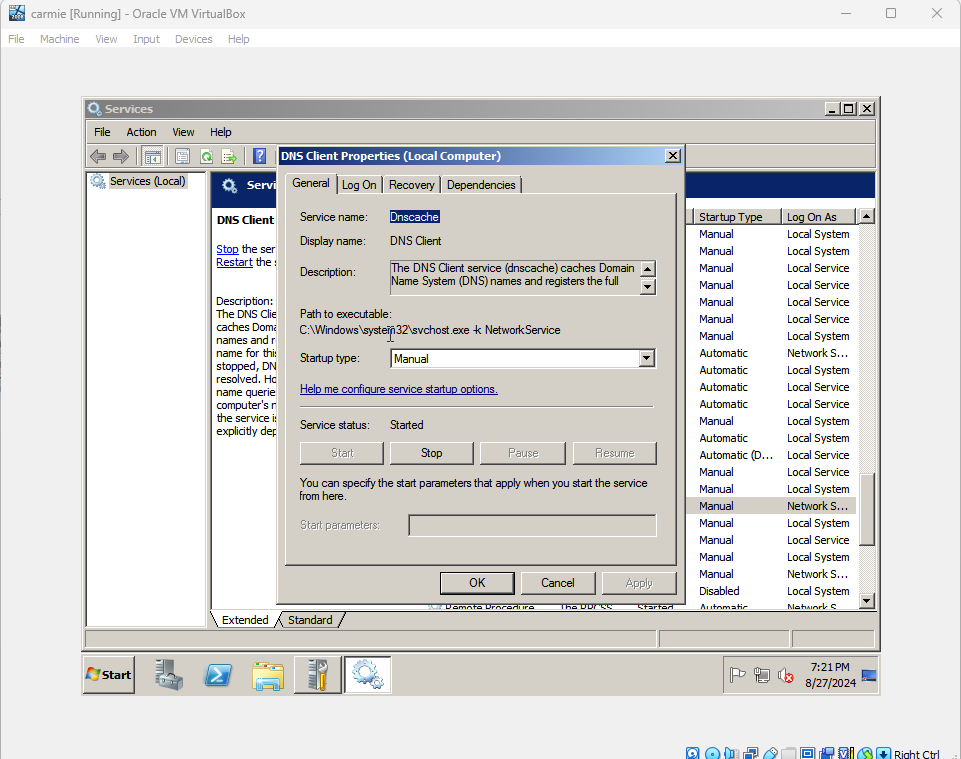 carmie [Running] - Oracle VM VirtualBox
File Machine View Input Devices Help
Services
File Action View Help
DNS Client Properties (Local Computer)
Services (Local)
Servi
General Log On Recovery Dependencies
DNS Client
Stop the ser
Restart the
Description:
The DNS Clie
caches Doma
names and r
name for this
stopped, DN
resolved. Ho
name querie
computer's n
the service is
explicitly dep
Service name: Dnscache
Display name: DNS Client
Description: The DNS Client service (dnscache) caches Domain
Name System (DNS) names and registers the full
Path to executable:
C:\Windows\system32\svchost.exe -k NetworkService
Startup type: Manual
Help me configure service startup options.
Service status: Started
Start Stop Pause Resume
You can specify the start parameters that apply when you start the service
from here.
Start parameters:
OK Cancel Apply
Startup Type Log On As
Manual Local System
Manual Local System
Manual Local Service
Manual Local Service
Manual Local System
Manual Local Service
Manual Local System
Automatic Network S...
Automatic Local System
Automatic Local Service
Automatic Local Service
Manual Local System
Automatic Local System
Automatic (D... Local Service
Manual Local Service
Manual Local System
Manual Network S...
Manual Local System
Manual Local Service
Manual Local System
Manual Network S...
Disabled Local System
Remote Procedure The RPCSS Started Automatic Network S
Extended Standard
Start
7:21 PM
8/27/2024
Right Ctrl